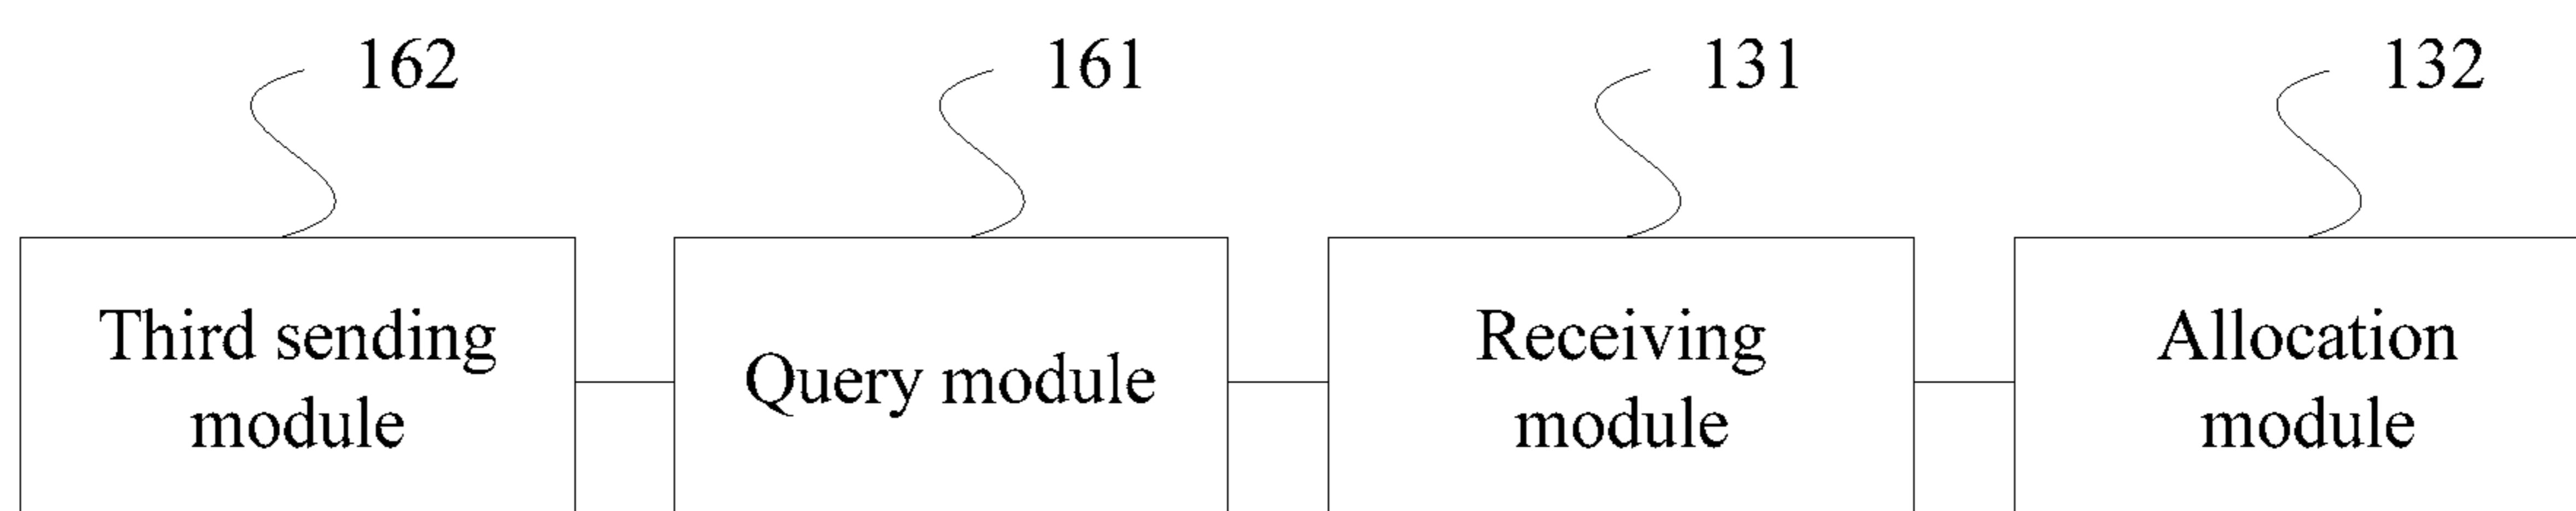 162
161
131
132
Third sending
module
Query module
Receiving
module
Allocation
module